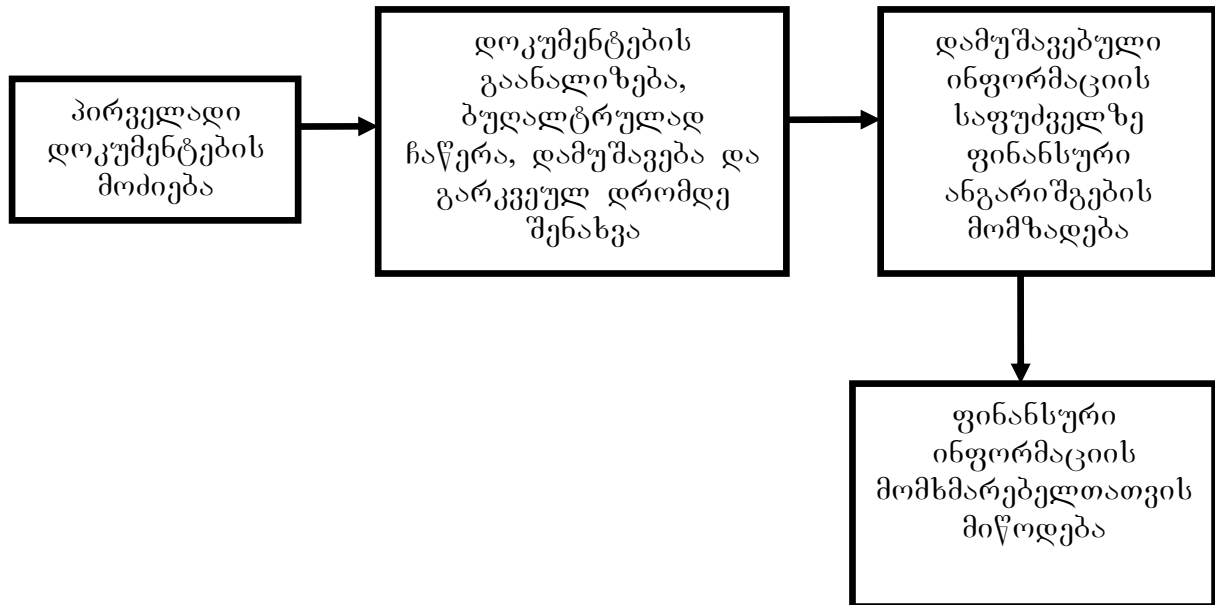 პირველადი
დოკუმენტების
მოძიება
დოკუმენტების
გაანალიზება,
ბუღალტრულად
ჩაწერა, დამუშავება და
გარკვეულ დრომდე
შენახვა
დამუშავებული
ინფორმაციის
საფუძველზე
ფინანსური
ანგარიშგების
მომზადება
ფინანსური
ინფორმაციის
მომხმარებელთათვის
მიწოდება